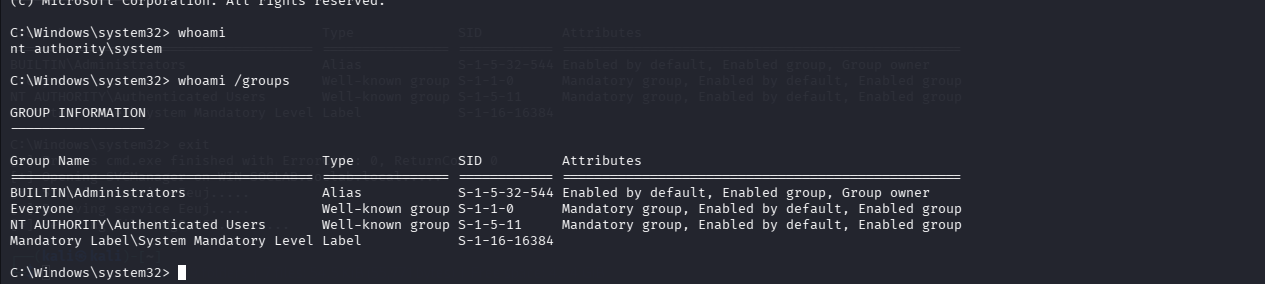 (c) Microsoft Corporation. All rights reserved.
C:\Windows\system32> whoami
nt authority\system
C:\Windows\system32> whoami /groups
GROUP INFORMATION
Group Name Type SID Attributes
BUILTIN\Administrators Alias S-1-5-32-544 Enabled by default, Enabled group, Group owner
Everyone Well-known group S-1-1-0 Mandatory group, Enabled by default, Enabled group
NT AUTHORITY\Authenticated Users Well-known group S-1-5-11 Mandatory group, Enabled by default, Enabled group
Mandatory Label\System Mandatory Level Label S-1-16-16384
C:\Windows\system32>